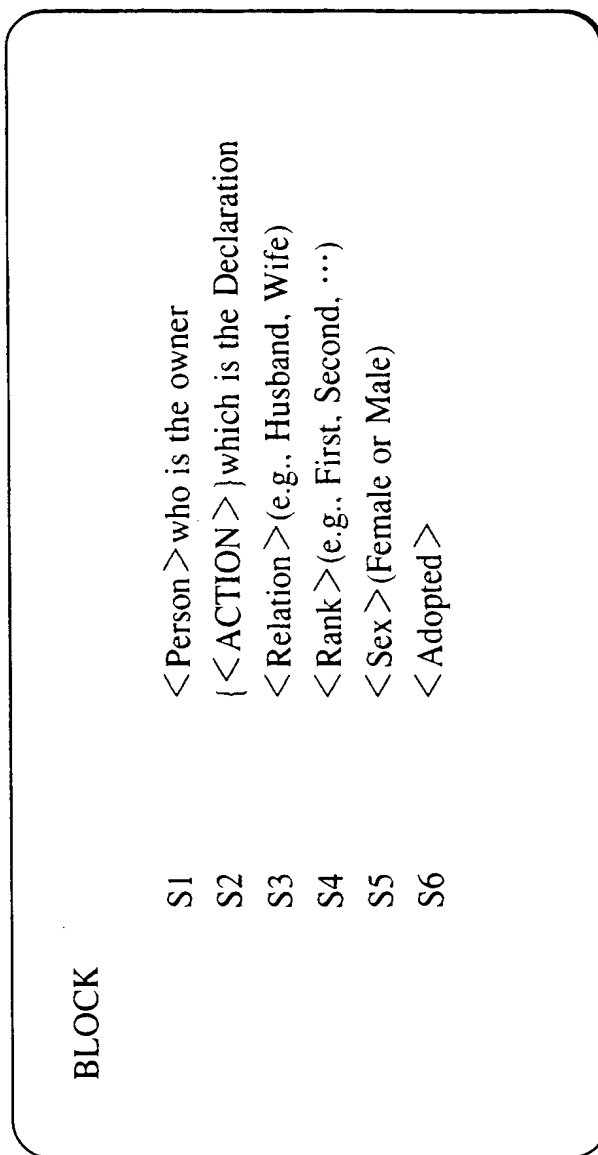 BLOCK
S1 <Person> who is the owner
S2 {<ACTION>} which is the Declaration
S3 <Relation> (e.g., Husband, Wife)
S4 <Rank> (e.g., First, Second, ⋯)
S5 <Sex> (Female or Male)
S6 <Adopted>